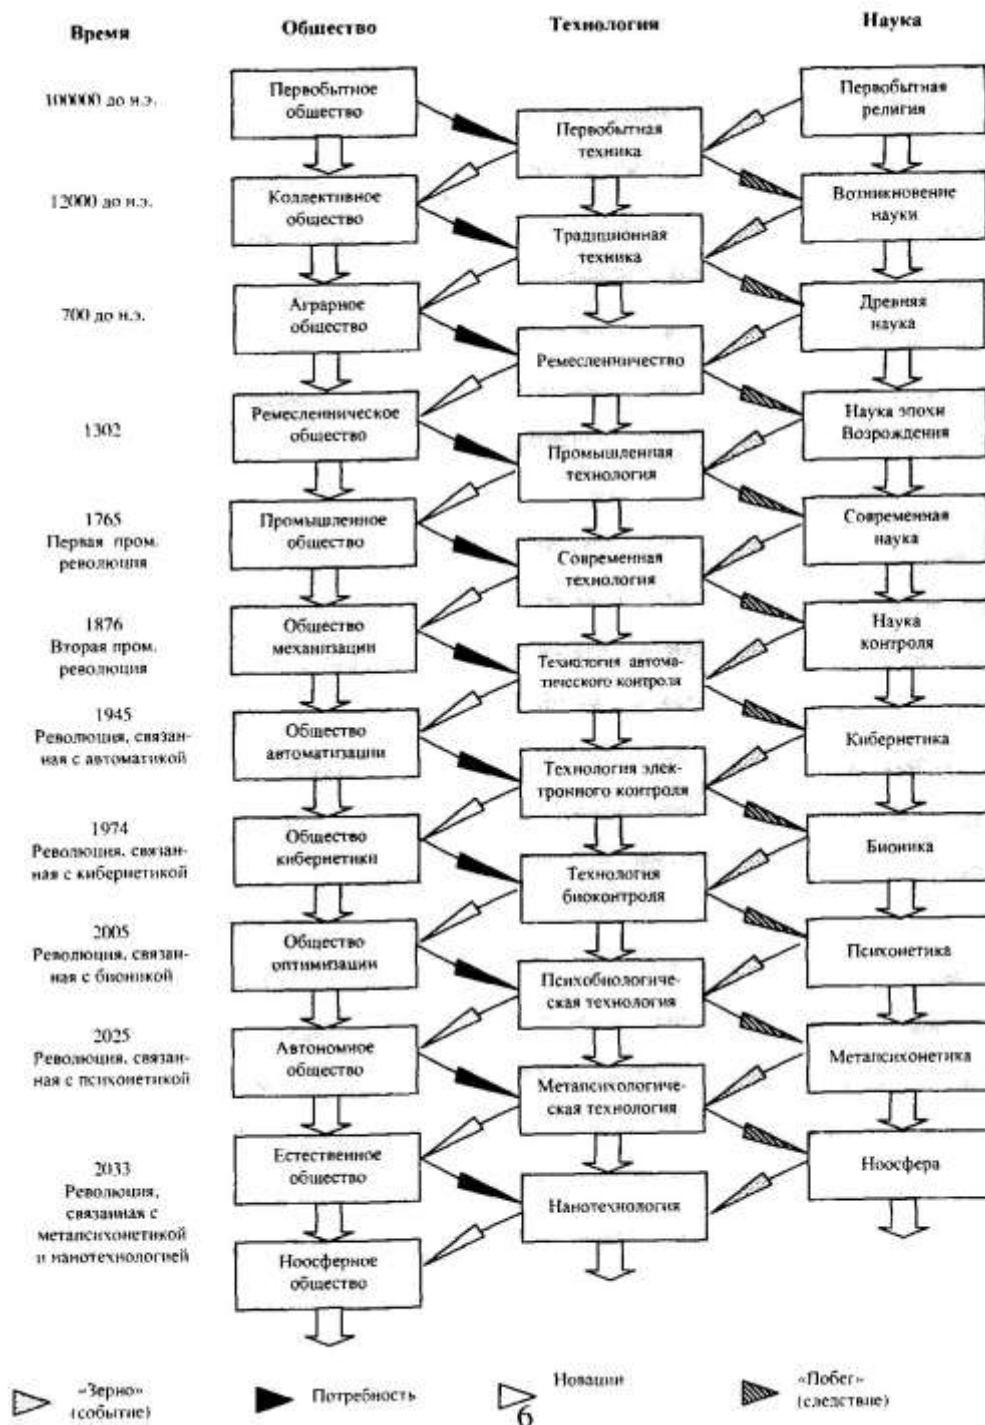 Время
Общество
Технология
Наука
100000 до н.э.
Первобытное
общество
Первобытная
техника
Первобытная
религия
12000 до н.э.
Коллективное
общество
Традиционная
техника
Возникновение
науки
700 до н.э.
Аграрное
общество
Ремесленничество
Древняя
наука
1302
Ремесленническое
общество
Промышленная
технология
Наука эпохи
Возрождения
1765
Первая пром.
революция
Промышленное
общество
Современная
технология
Современная
наука
1876
Вторая пром.
революция
Общество
механизации
Технология автома-
тического контроля
Наука
контроля
1945
Революция, связан-
ная с автоматикой
Общество
автоматизации
Технология элек-
тронного контроля
Кибернетика
1974
Революция, связан-
ная с кибернетикой
Общество
кибернетики
Технология
биоконтроля
Бионика
2005
Революция, связан-
ная с бионикой
Общество
оптимизации
Психобиологиче-
ская технология
Психонетика
2025
Революция, связан-
ная с психонетикой
Автономное
общество
Метапсихологиче-
ская технология
Метапсихонетика
2033
Революция,
связанная с
метапсихонетикой
и нанотехнологией
Естественное
общество
Нанотехнология
Ноосфера
Ноосферное
общество
«Зерно»
(событие)
Потребность
Новации
«Побег»
(следствие)
6